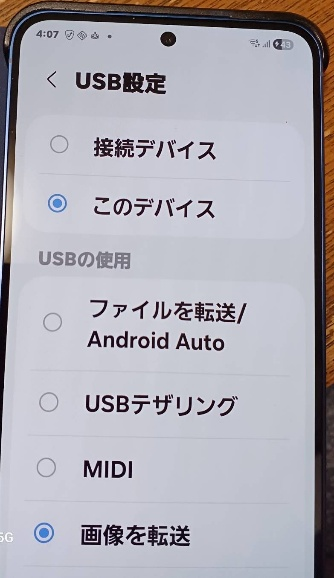 4:07
43
USB設定
接続デバイス
このデバイス
USBの使用
ファイルを転送/
Android Auto
USBテザリング
MIDI
画像を転送
5G